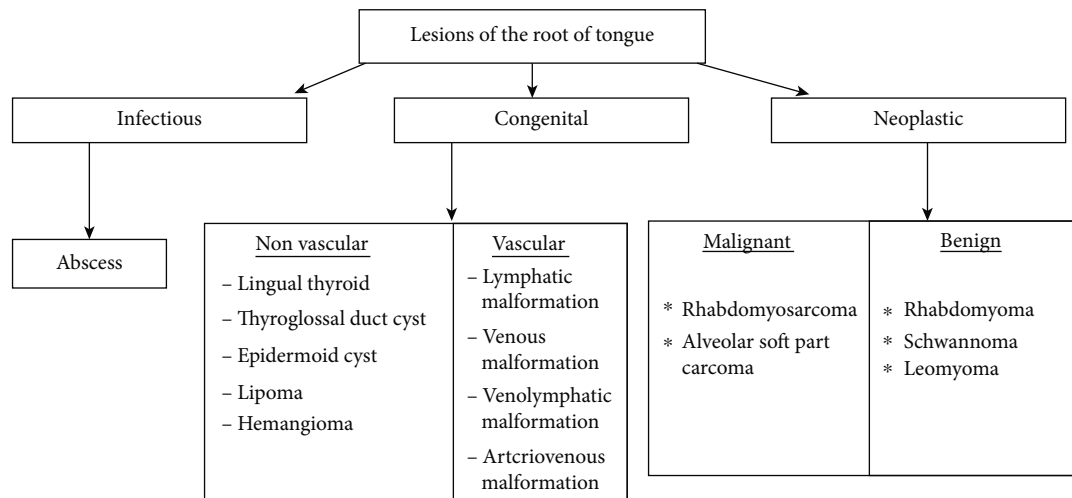 Lesions of the root of tongue
Infectious
Congenital
Neoplastic
Abscess
Non vascular
– Lingual thyroid
– Thyroglossal duct cyst
– Epidermoid cyst
– Lipoma
– Hemangioma
Vascular
– Lymphatic
malformation
– Venous
malformation
– Venolymphatic
malformation
– Artcriovenous
malformation
Malignant
* Rhabdomyosarcoma
* Alveolar soft part
carcoma
Benign
* Rhabdomyoma
* Schwannoma
* Leomyoma